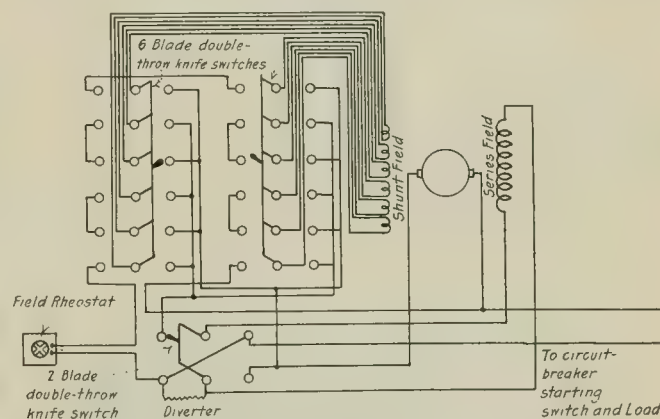 6 Blade double-
throw knife switches
Shunt Field
Series Field
Field Rheostat
2 Blade
double-throw
knife switch
Diverter
To circuit-
breaker
starting
switch and Load